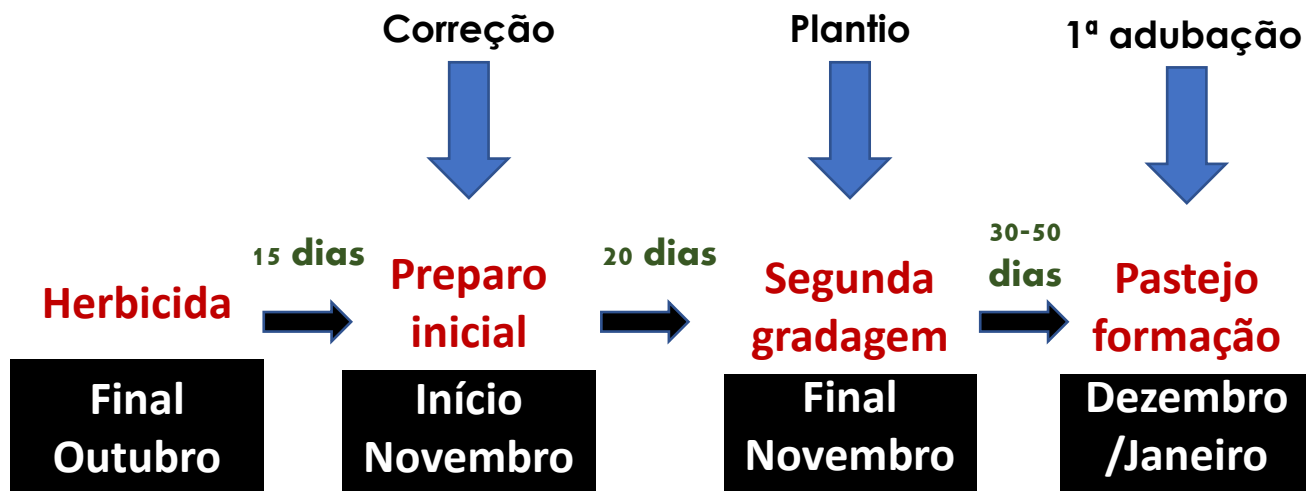 Correção
Plantio
1ª adubação
Herbicida
15 dias
Preparo
inicial
20 dias
Segunda
gradagem
30-50
dias
Pastejo
formação
Final
Outubro
Início
Novembro
Final
Novembro
Dezembro
/Janeiro